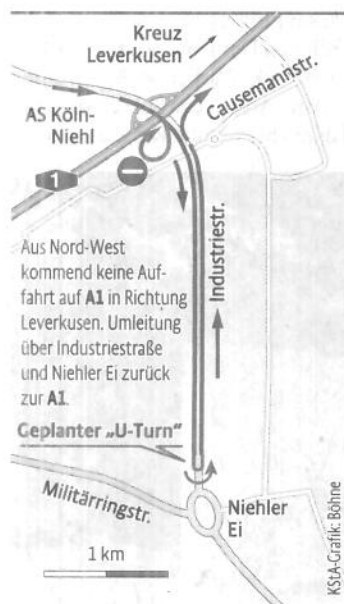 Kreuz
Leverkusen
Causemannstr.
AS Köln-
Niehl
1
Industriestr.
Aus Nord-West
kommend keine Auf-
fahrt auf A1 in Richtung
Leverkusen. Umleitung
über Industriestraße
und Niehler Ei zurück
zur A1.
Geplanter „U-Turn“
Militärringstr.
Niehler
Ei
1 km
KStA-Grafik: Böhne